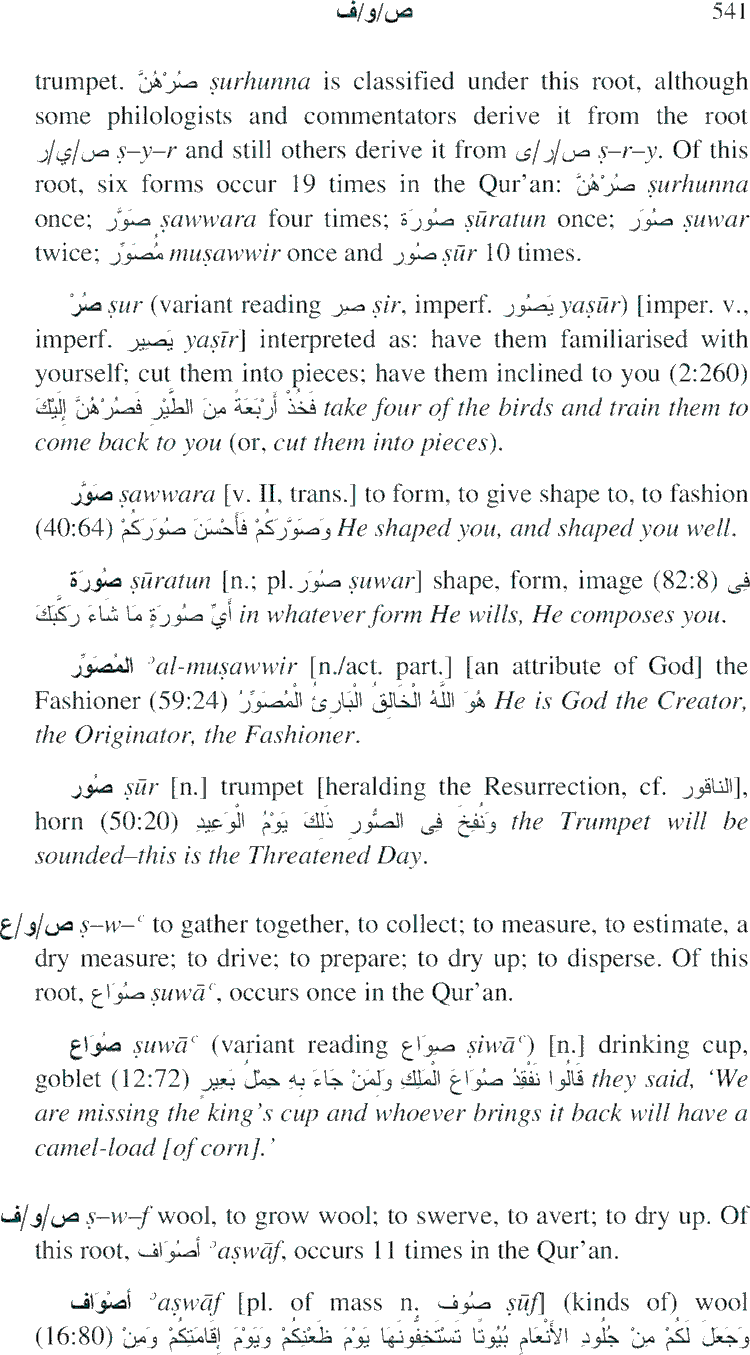 ص/و/ف 541
trumpet. صُرْهُنَّ ṣurhunna is classified under this root, although
some philologists and commentators derive it from the root
ص/ي/ر ṣ–y–r and still others derive it from ص/ر/ى ṣ–r–y. Of this
root, six forms occur 19 times in the Qur’an: صُرْهُنَّ ṣurhunna
once; صَوَّر ṣawwara four times; صُورَة ṣūratun once; صُوَر ṣuwar
twice; مُصَوِّر muṣawwir once and صُور ṣūr 10 times.
صُرْ ṣur (variant reading صِر ṣir, imperf. يَصُور yaṣūr) [imper. v.,
imperf. يَصِير yaṣīr] interpreted as: have them familiarised with
yourself; cut them into pieces; have them inclined to you (2:260)
فَخُذْ أَرْبَعَةً مِنَ الطَّيْرِ فَصُرْهُنَّ إِلَيْكَ take four of the birds and train them to
come back to you (or, cut them into pieces).
صَوَّر ṣawwara [v. II, trans.] to form, to give shape to, to fashion
(40:64) وَصَوَّرَكُمْ فَأَحْسَنَ صُوَرَكُمْ He shaped you, and shaped you well.
صُورَة ṣūratun [n.; pl. صُوَر ṣuwar] shape, form, image (82:8) فِى
أَيِّ صُورَةٍ مَا شَاءَ رَكَّبَكَ in whatever form He wills, He composes you.
المُصَوِّر ʾal-muṣawwir [n./act. part.] [an attribute of God] the
Fashioner (59:24) هُوَ اللَّهُ الْخَالِقُ الْبَارِئُ الْمُصَوِّرُ He is God the Creator,
the Originator, the Fashioner.
صُور ṣūr [n.] trumpet [heralding the Resurrection, cf. الناقور],
horn (50:20) وَنُفِخَ فِى الصُّورِ ذَلِكَ يَوْمُ الْوَعِيدِ the Trumpet will be
sounded–this is the Threatened Day.
ص/و/ع ṣ–w–ʿ to gather together, to collect; to measure, to estimate, a
dry measure; to drive; to prepare; to dry up; to disperse. Of this
root, صُوَاع ṣuwāʿ, occurs once in the Qur’an.
صُوَاع ṣuwāʿ (variant reading صِوَاع ṣiwāʿ) [n.] drinking cup,
goblet (12:72) قَالُوا نَفْقِدُ صُوَاعَ الْمَلِكِ وَلِمَنْ جَاءَ بِهِ حِمْلُ بَعِيرٍ they said, ‘We
are missing the king’s cup and whoever brings it back will have a
camel-load [of corn].’
ص/و/ف ṣ–w–f wool, to grow wool; to swerve, to avert; to dry up. Of
this root, أصْوَاف ʾaṣwāf, occurs 11 times in the Qur’an.
أصْوَاف ʾaṣwāf [pl. of mass n. صُوف ṣūf] (kinds of) wool
(16:80) وَجَعَلَ لَكُمْ مِنْ جُلُودِ الأَنْعَامِ بُيُوتًا تَسْتَخِفُّونَهَا يَوْمَ ظَعْنِكُمْ وَيَوْمَ إِقَامَتِكُمْ وَمِنْ